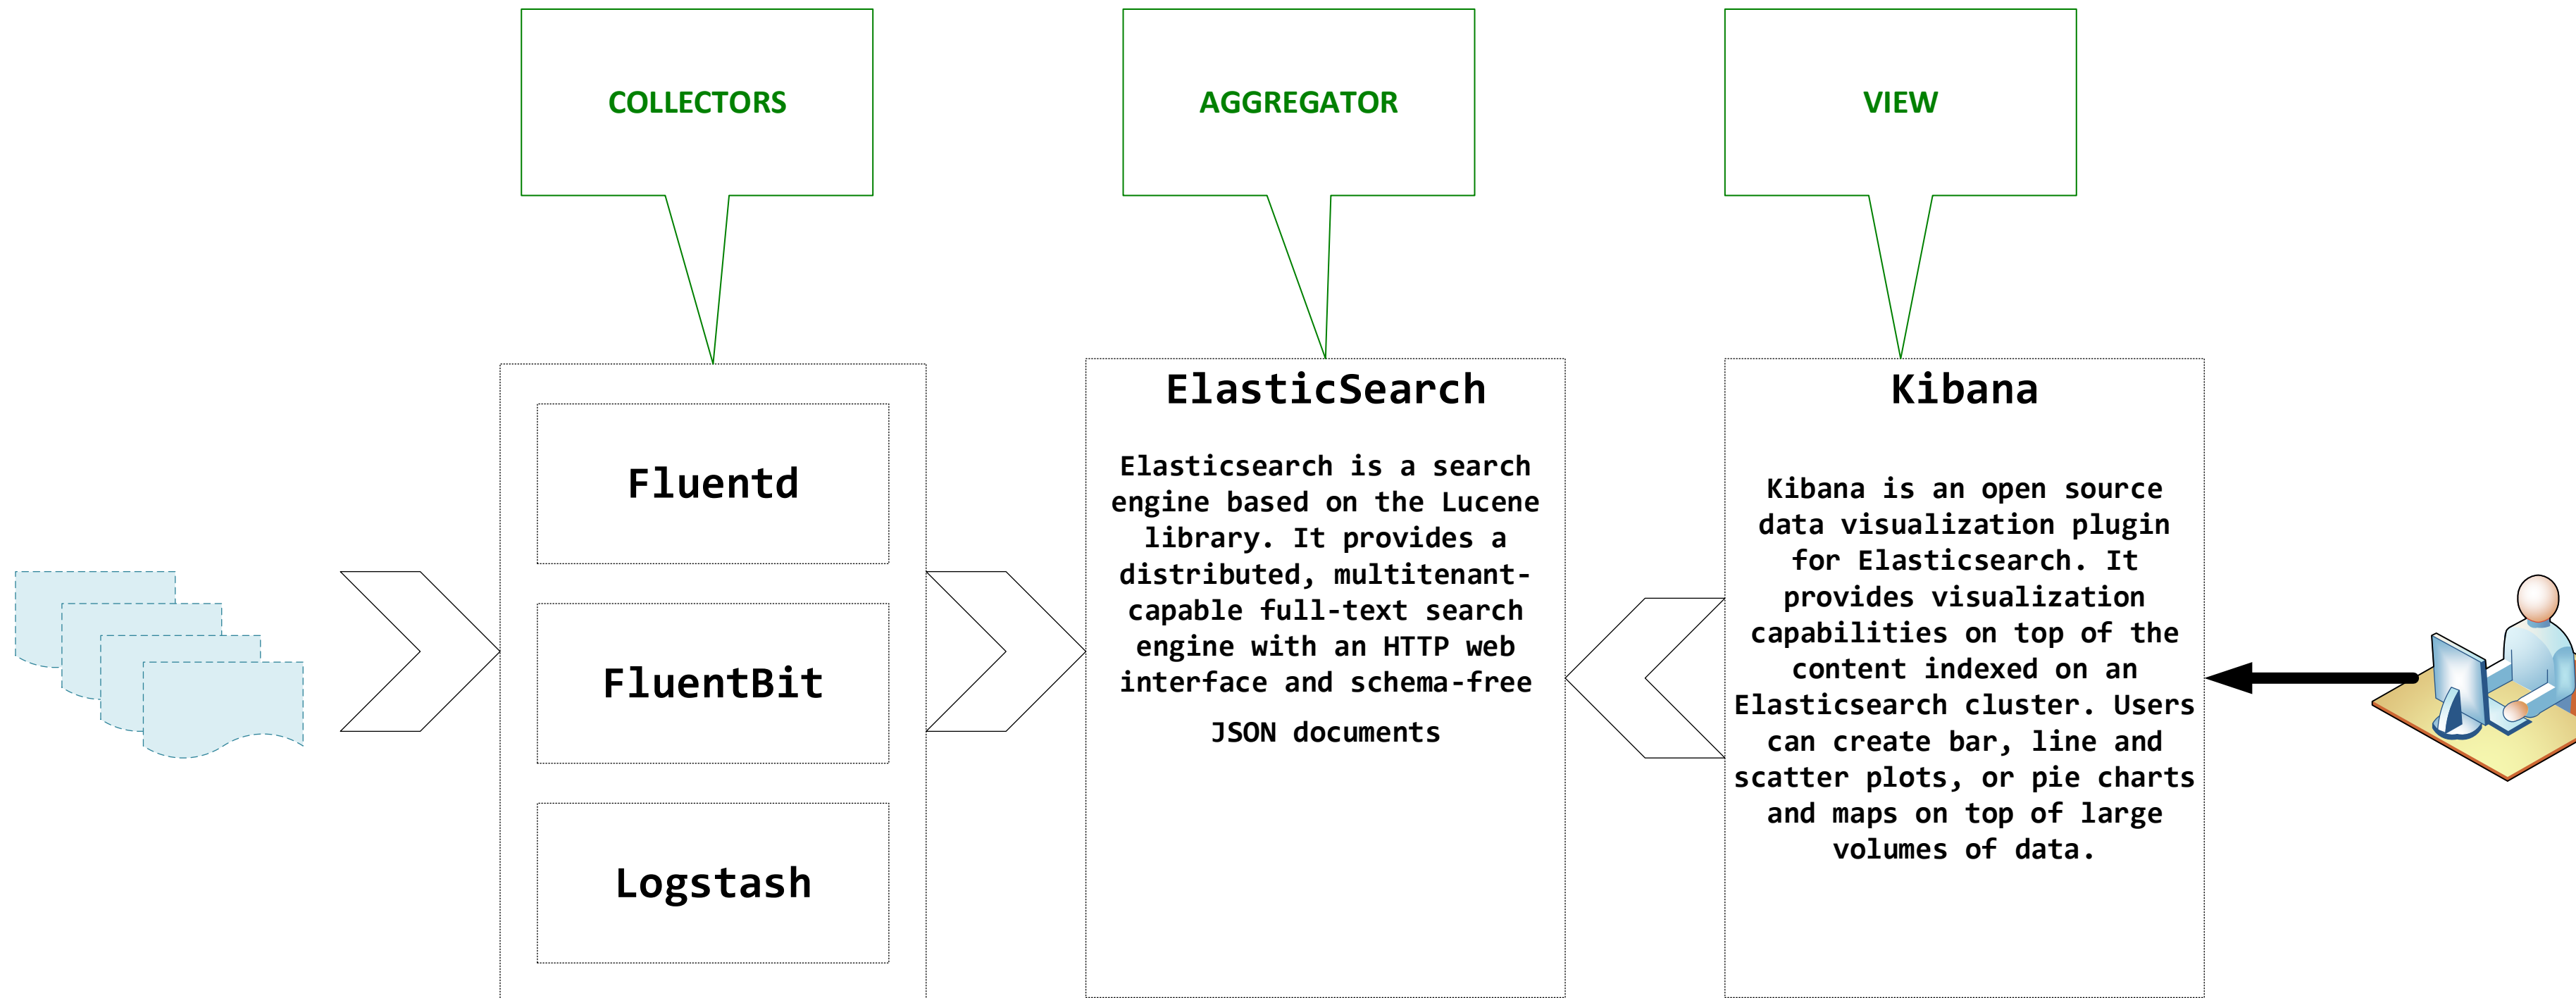 COLLECTORS
AGGREGATOR
VIEW
Fluentd
FluentBit
Logstash
ElasticSearch
Elasticsearch is a search
engine based on the Lucene
library. It provides a
distributed, multitenant-
capable full-text search
engine with an HTTP web
interface and schema-free
JSON documents
Kibana
Kibana is an open source
data visualization plugin
for Elasticsearch. It
provides visualization
capabilities on top of the
content indexed on an
Elasticsearch cluster. Users
can create bar, line and
scatter plots, or pie charts
and maps on top of large
volumes of data.